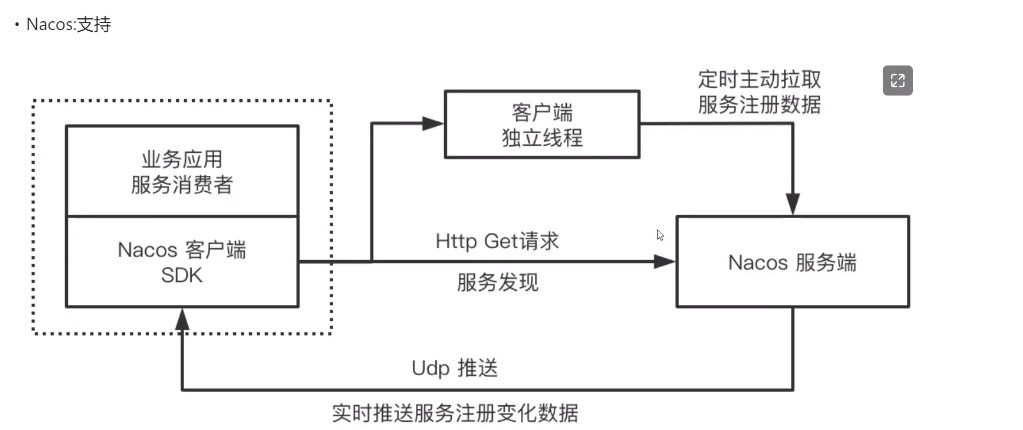 • Nacos:支持
定时主动拉取
服务注册数据
客户端
独立线程
业务应用
服务消费者
Nacos 客户端
SDK
Http Get请求
服务发现
Nacos 服务端
Udp 推送
实时推送服务注册变化数据